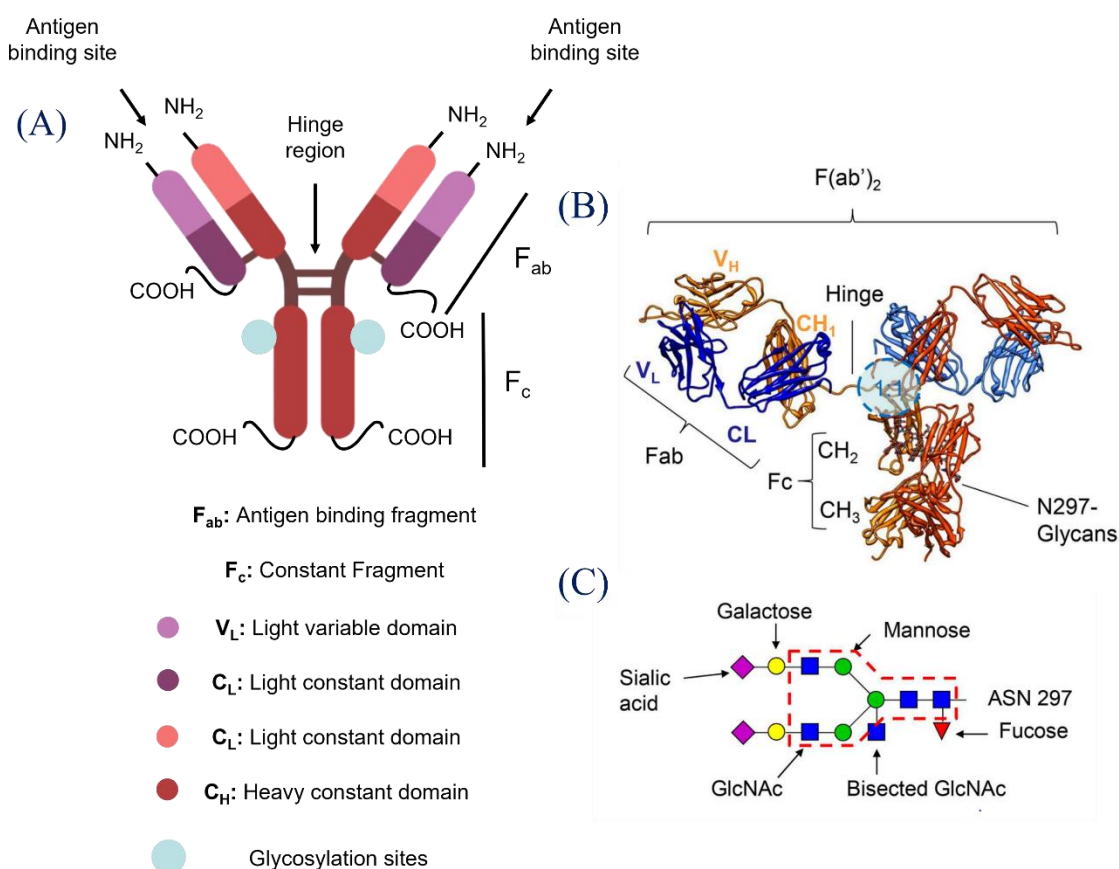 Antigen
binding site
Antigen
binding site
(A)
NH2
NH2
Hinge
region
NH2
NH2
COOH
COOH
Fab
Fc
COOH
COOH
Fab: Antigen binding fragment
Fc: Constant Fragment
VL: Light variable domain
CL: Light constant domain
CL: Light constant domain
CH: Heavy constant domain
Glycosylation sites
(B)
F(ab')2
VH
Hinge
CH1
VL
CL
Fab
Fc
CH2
CH3
N297-
Glycans
(C)
Galactose
Mannose
Sialic
acid
ASN 297
Fucose
GlcNAc
Bisected GlcNAc